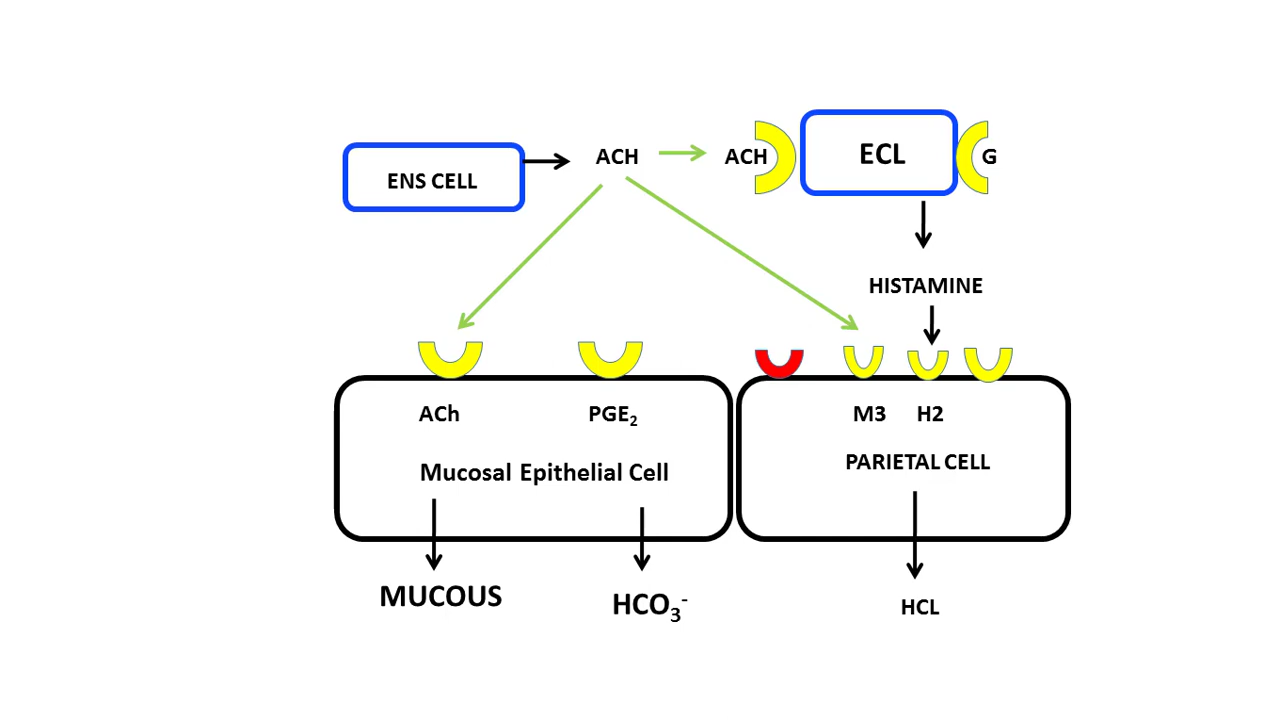 ENS CELL
ACH
ACH
ECL
G
HISTAMINE
ACh
PGE₂
M3
H2
Mucosal Epithelial Cell
PARIETAL CELL
MUCOUS
HCO₃⁻
HCL